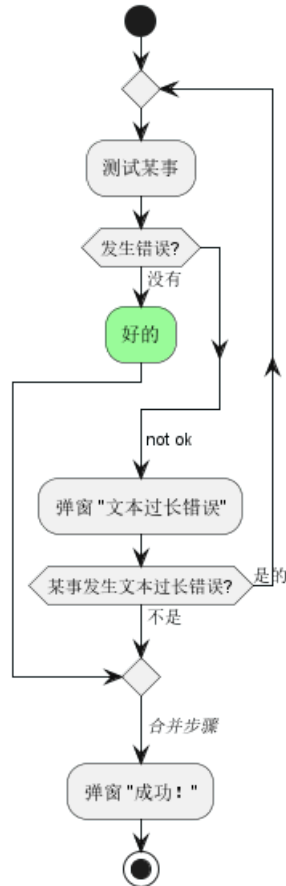 测试某事
发生错误?
没有
好的
not ok
弹窗 "文本过长错误"
某事发生文本过长错误?
是的
不是
合并步骤
弹窗 "成功！"